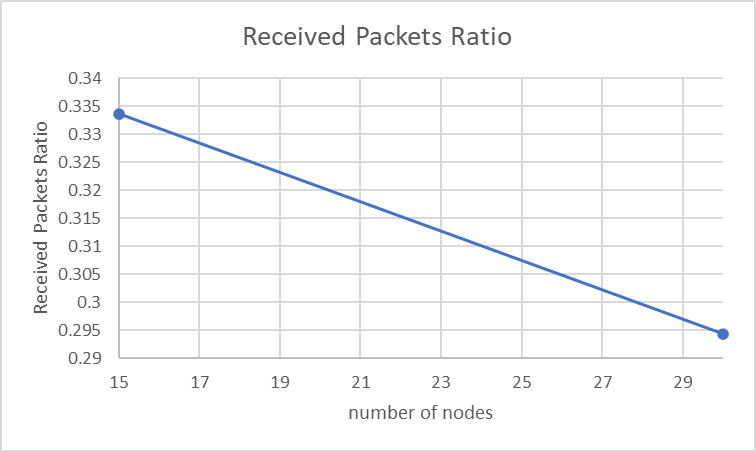 Received Packets Ratio
Received Packets Ratio
0.34
0.335
0.33
0.325
0.32
0.315
0.31
0.305
0.3
0.295
0.29
15 17 19 21 23 25 27 29
number of nodes